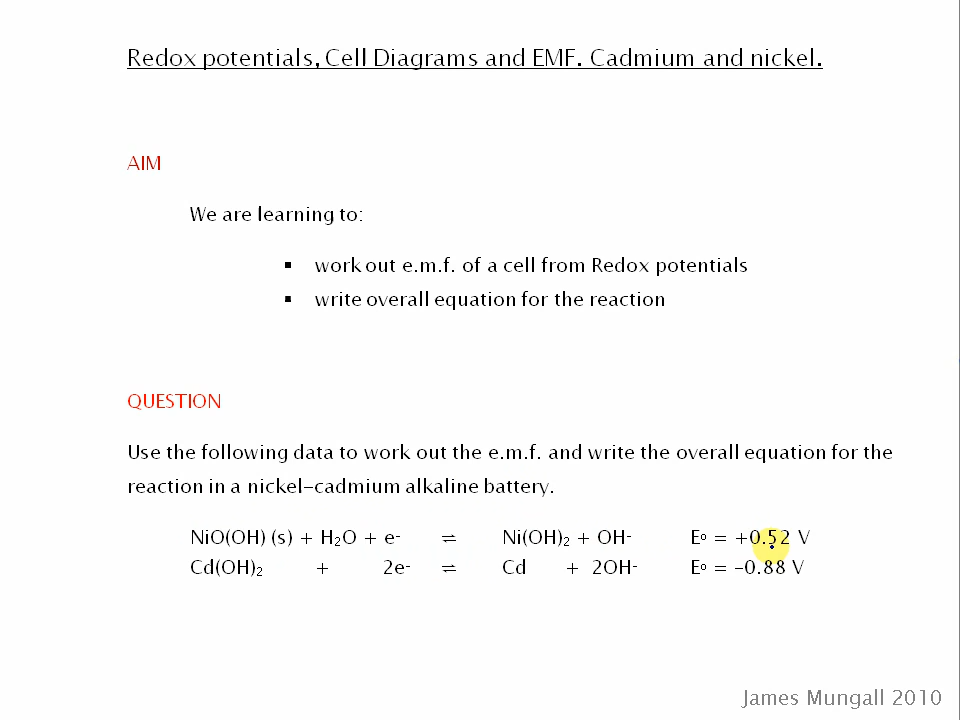 Redox potentials, Cell Diagrams and EMF. Cadmium and nickel.
AIM
We are learning to:
▪ work out e.m.f. of a cell from Redox potentials
▪ write overall equation for the reaction
QUESTION
Use the following data to work out the e.m.f. and write the overall equation for the
reaction in a nickel–cadmium alkaline battery.
NiO(OH) (s) + H₂O + e⁻ ⇌ Ni(OH)₂ + OH⁻ Eº = +0.52 V
Cd(OH)₂ + 2e⁻ ⇌ Cd + 2OH⁻ Eº = -0.88 V
James Mungall 2010